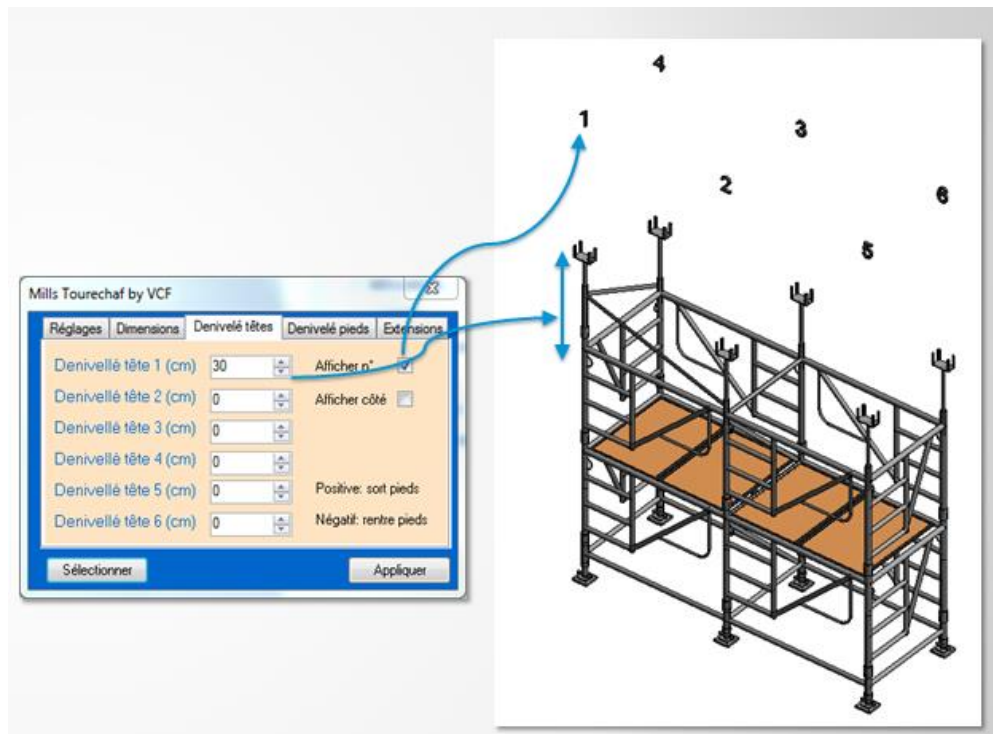 Mills Tourechaf by VCF
Réglages Dimensions Denivelé têtes Denivelé pieds Extensions
Denivellé tête 1 (cm) 30 Afficher n°
Denivellé tête 2 (cm) 0 Afficher côté
Denivellé tête 3 (cm) 0
Denivellé tête 4 (cm) 0
Denivellé tête 5 (cm) 0 Positive: sort pieds
Denivellé tête 6 (cm) 0 Négatif: rentre pieds
Sélectionner Appliquer
4
1
3
2
6
5